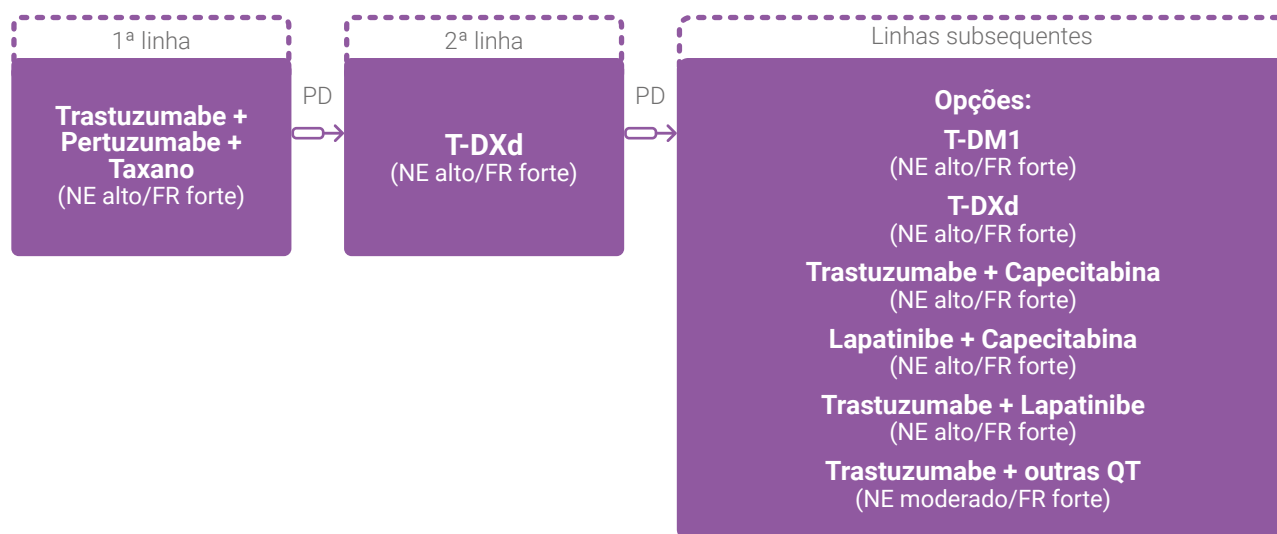 1ª linha
Trastuzumabe +
Pertuzumabe +
Taxano
(NE alto/FR forte)
PD
2ª linha
T-DXd
(NE alto/FR forte)
PD
Linhas subsequentes
Opções:
T-DM1
(NE alto/FR forte)
T-DXd
(NE alto/FR forte)
Trastuzumabe + Capecitabina
(NE alto/FR forte)
Lapatinibe + Capecitabina
(NE alto/FR forte)
Trastuzumabe + Lapatinibe
(NE alto/FR forte)
Trastuzumabe + outras QT
(NE moderado/FR forte)